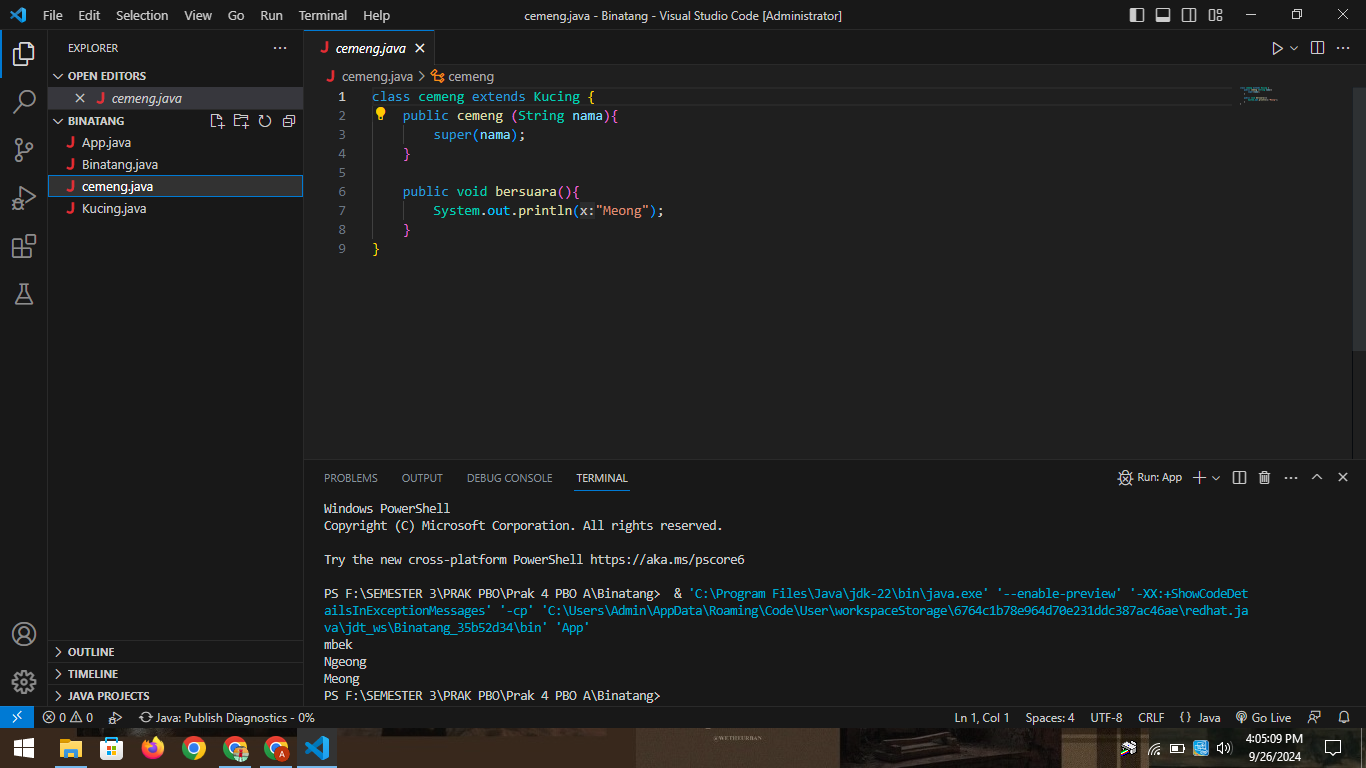 File Edit Selection View Go Run Terminal Help
cemeng.java - Binatang - Visual Studio Code [Administrator]
EXPLORER
OPEN EDITORS
cemeng.java
BINATANG
App.java
Binatang.java
cemeng.java
Kucing.java
OUTLINE
TIMELINE
JAVA PROJECTS
cemeng.java
cemeng.java > cemeng
1 class cemeng extends Kucing {
2 public cemeng (String nama){
3 super(nama);
4 }
5
6 public void bersuara(){
7 System.out.println(x:"Meong");
8 }
9 }
PROBLEMS OUTPUT DEBUG CONSOLE TERMINAL
Run: App
Windows PowerShell
Copyright (C) Microsoft Corporation. All rights reserved.
Try the new cross-platform PowerShell https://aka.ms/pscore6
PS F:\SEMESTER 3\PRAK PBO\Prak 4 PBO A\Binatang> & 'C:\Program Files\Java\jdk-22\bin\java.exe' '--enable-preview' '-XX:+ShowCodeDet
ailsInExceptionMessages' '-cp' 'C:\Users\Admin\AppData\Roaming\Code\User\workspaceStorage\6764c1b78e964d70e231ddc387ac46ae\redhat.ja
va\jdt_ws\Binatang_35b52d34\bin' 'App'
mbek
Ngeong
Meong
PS F:\SEMESTER 3\PRAK PBO\Prak 4 PBO A\Binatang>
0 0 Java: Publish Diagnostics - 0%
Ln 1, Col 1 Spaces: 4 UTF-8 CRLF {} Java Go Live
@WEDHURBAN
4:05:09 PM
9/26/2024